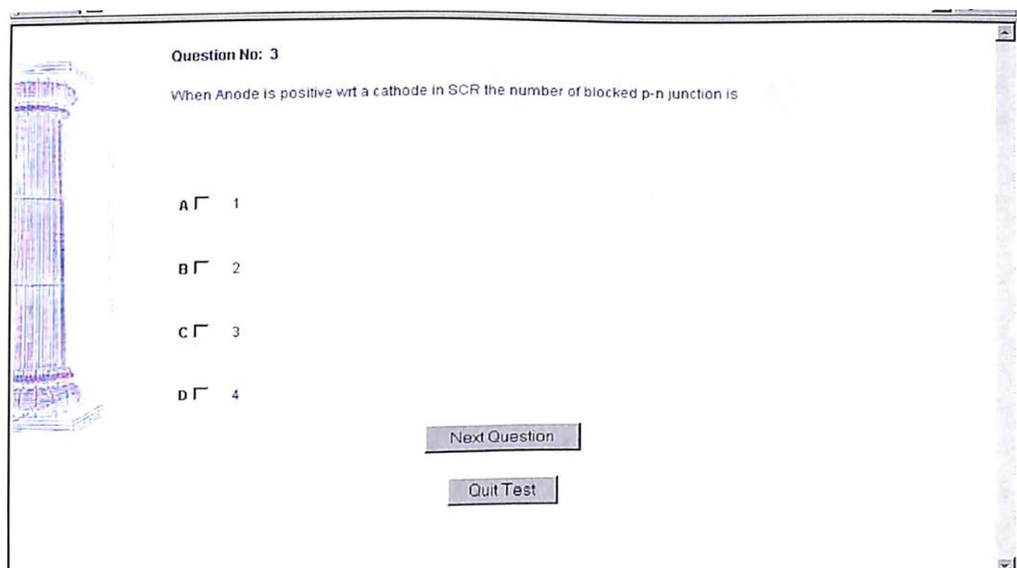 Question No: 3
When Anode is positive wrt a cathode in SCR the number of blocked p-n junction is
A 1
B 2
C 3
D 4
Next Question
Quit Test